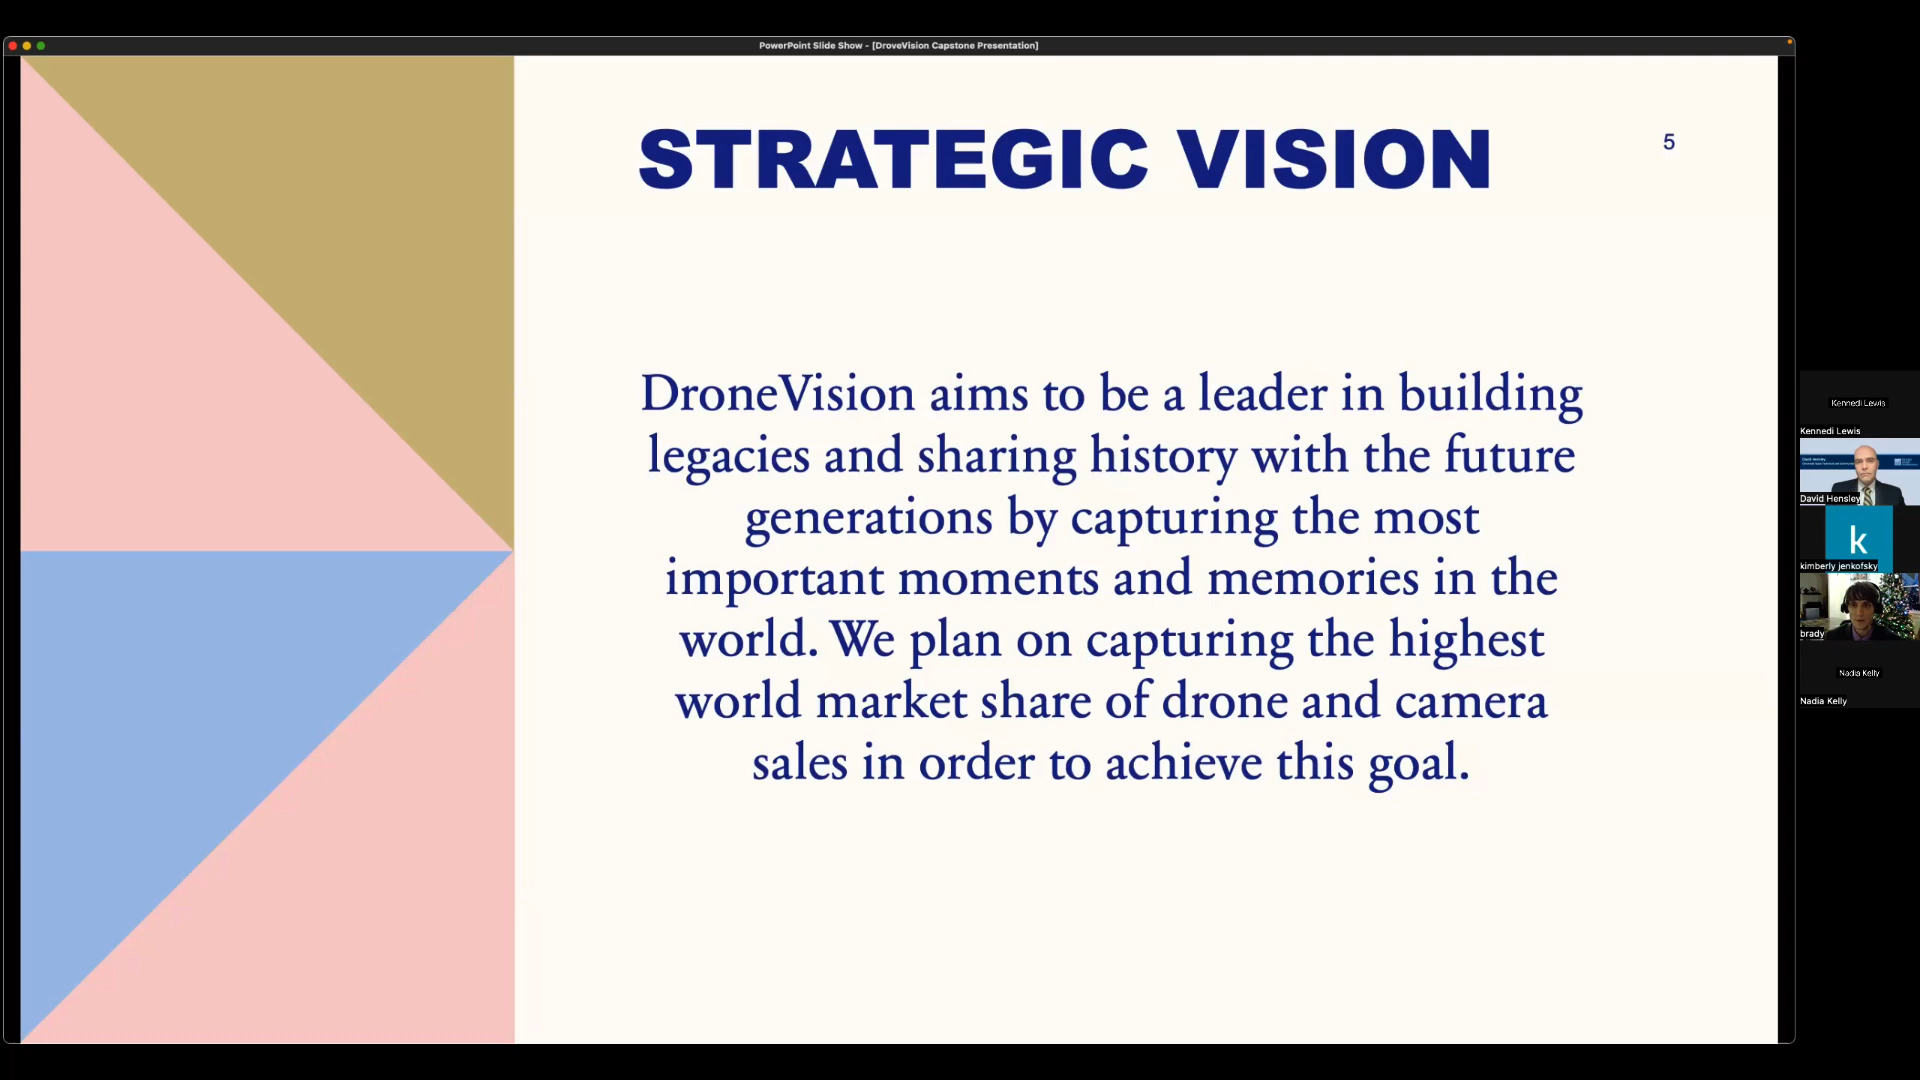 PowerPoint Slide Show - [DroveVision Capstone Presentation]
STRATEGIC VISION
5
DroneVision aims to be a leader in building
legacies and sharing history with the future
generations by capturing the most
important moments and memories in the
world. We plan on capturing the highest
world market share of drone and camera
sales in order to achieve this goal.
Kennedi Lewis
Kennedi Lewis
David Hensley
k
kimberly jenkofsky
brady
Nadia Kelly
Nadia Kelly